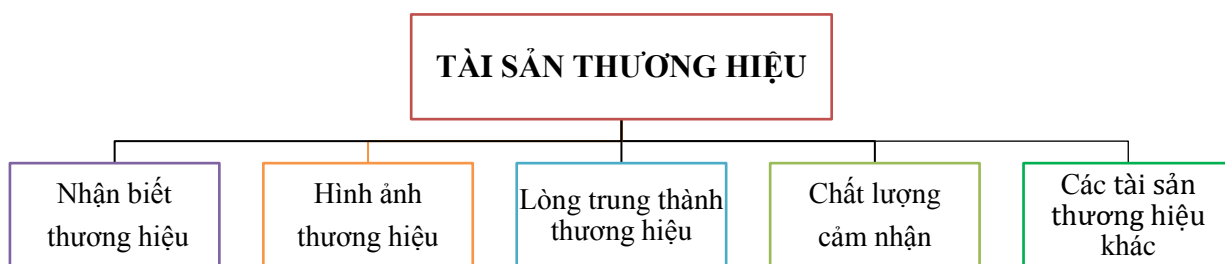 TÀI SẢN THƯƠNG HIỆU
Nhận biết
thương hiệu
Hình ảnh
thương hiệu
Lòng trung thành
thương hiệu
Chất lượng
cảm nhận
Các tài sản
thương hiệu
khác